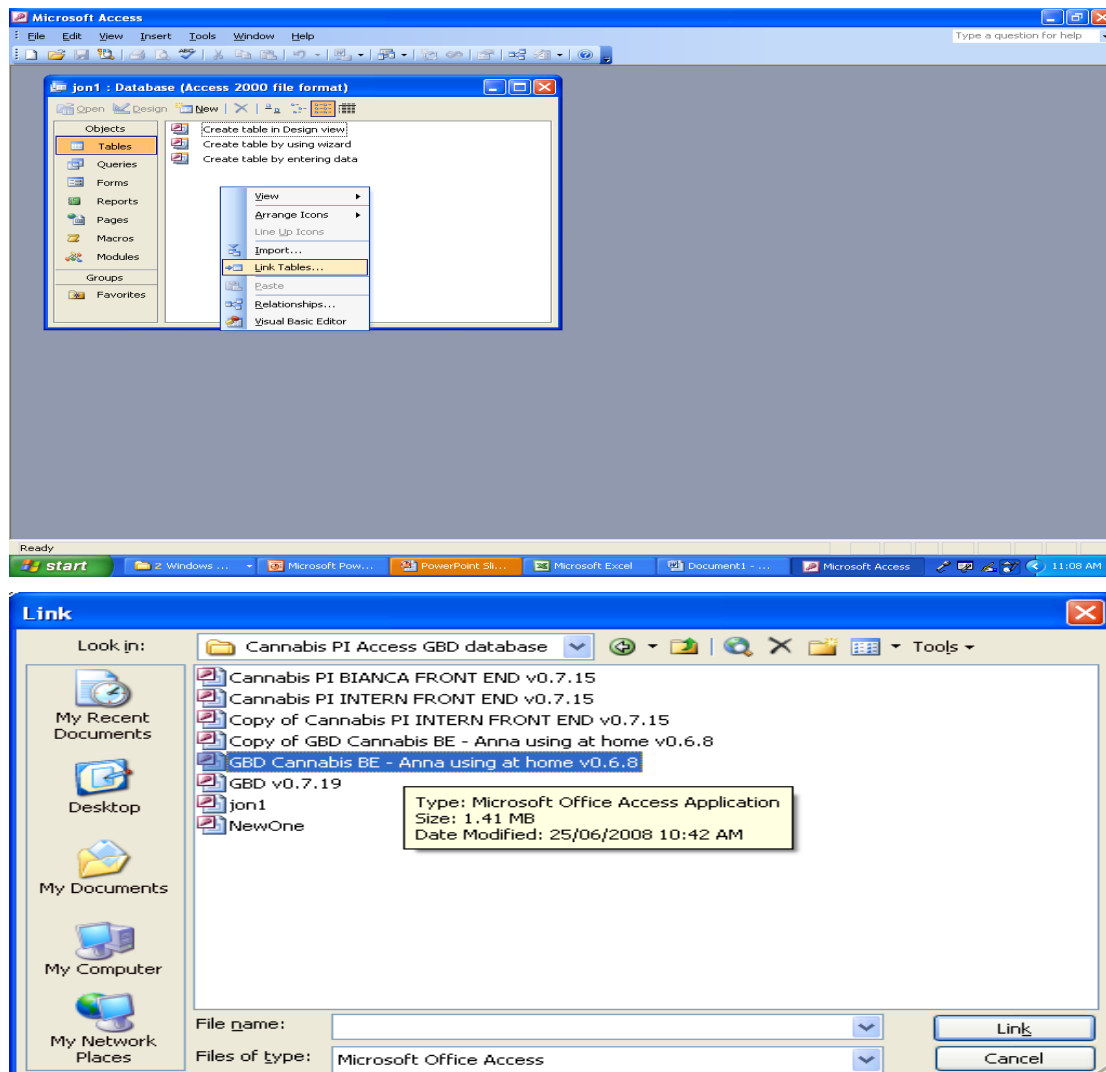 Microsoft Access
File Edit View Insert Tools Window Help Type a question for help
jon1 : Database (Access 2000 file format)
Open Design New
Objects
Tables
Queries
Forms
Reports
Pages
Macros
Modules
Groups
Favorites
Create table in Design view
Create table by using wizard
Create table by entering data
View
Arrange Icons
Line Up Icons
Import...
Link Tables...
Paste
Relationships...
Visual Basic Editor
Ready
start 2 Windows ... Microsoft Pow... PowerPoint Sli... Microsoft Excel Document1 - ... Microsoft Access 11:08 AM
Link
Look in: Cannabis PI Access GBD database Tools
My Recent Documents
Desktop
My Documents
My Computer
My Network Places
Cannabis PI BIANCA FRONT END v0.7.15
Cannabis PI INTERN FRONT END v0.7.15
Copy of Cannabis PI INTERN FRONT END v0.7.15
Copy of GBD Cannabis BE - Anna using at home v0.6.8
GBD Cannabis BE - Anna using at home v0.6.8
GBD v0.7.19
jon1
NewOne
Type: Microsoft Office Access Application
Size: 1.41 MB
Date Modified: 25/06/2008 10:42 AM
File name:
Link
Files of type: Microsoft Office Access
Cancel